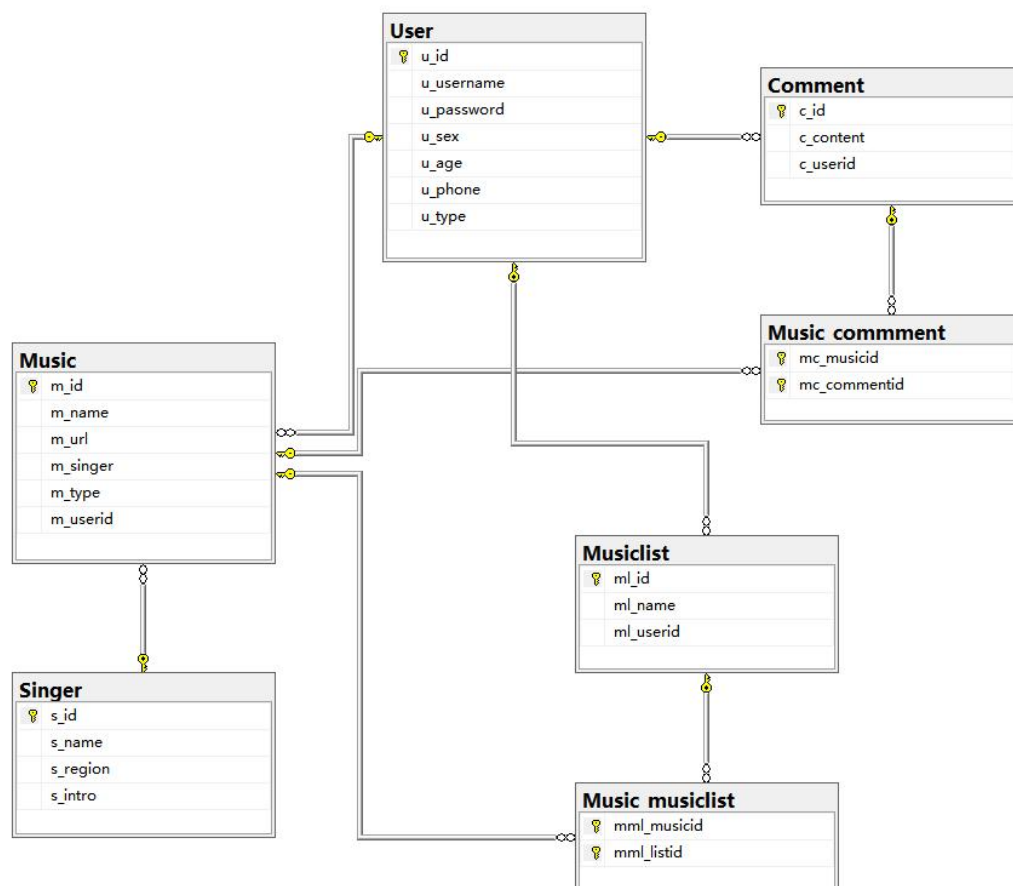 User
u_id
u_username
u_password
u_sex
u_age
u_phone
u_type
Comment
c_id
c_content
c_userid
Music commment
mc_musicid
mc_commentid
Music
m_id
m_name
m_url
m_singer
m_type
m_userid
Musiclist
ml_id
ml_name
ml_userid
Singer
s_id
s_name
s_region
s_intro
Music musiclist
mml_musicid
mml_listid